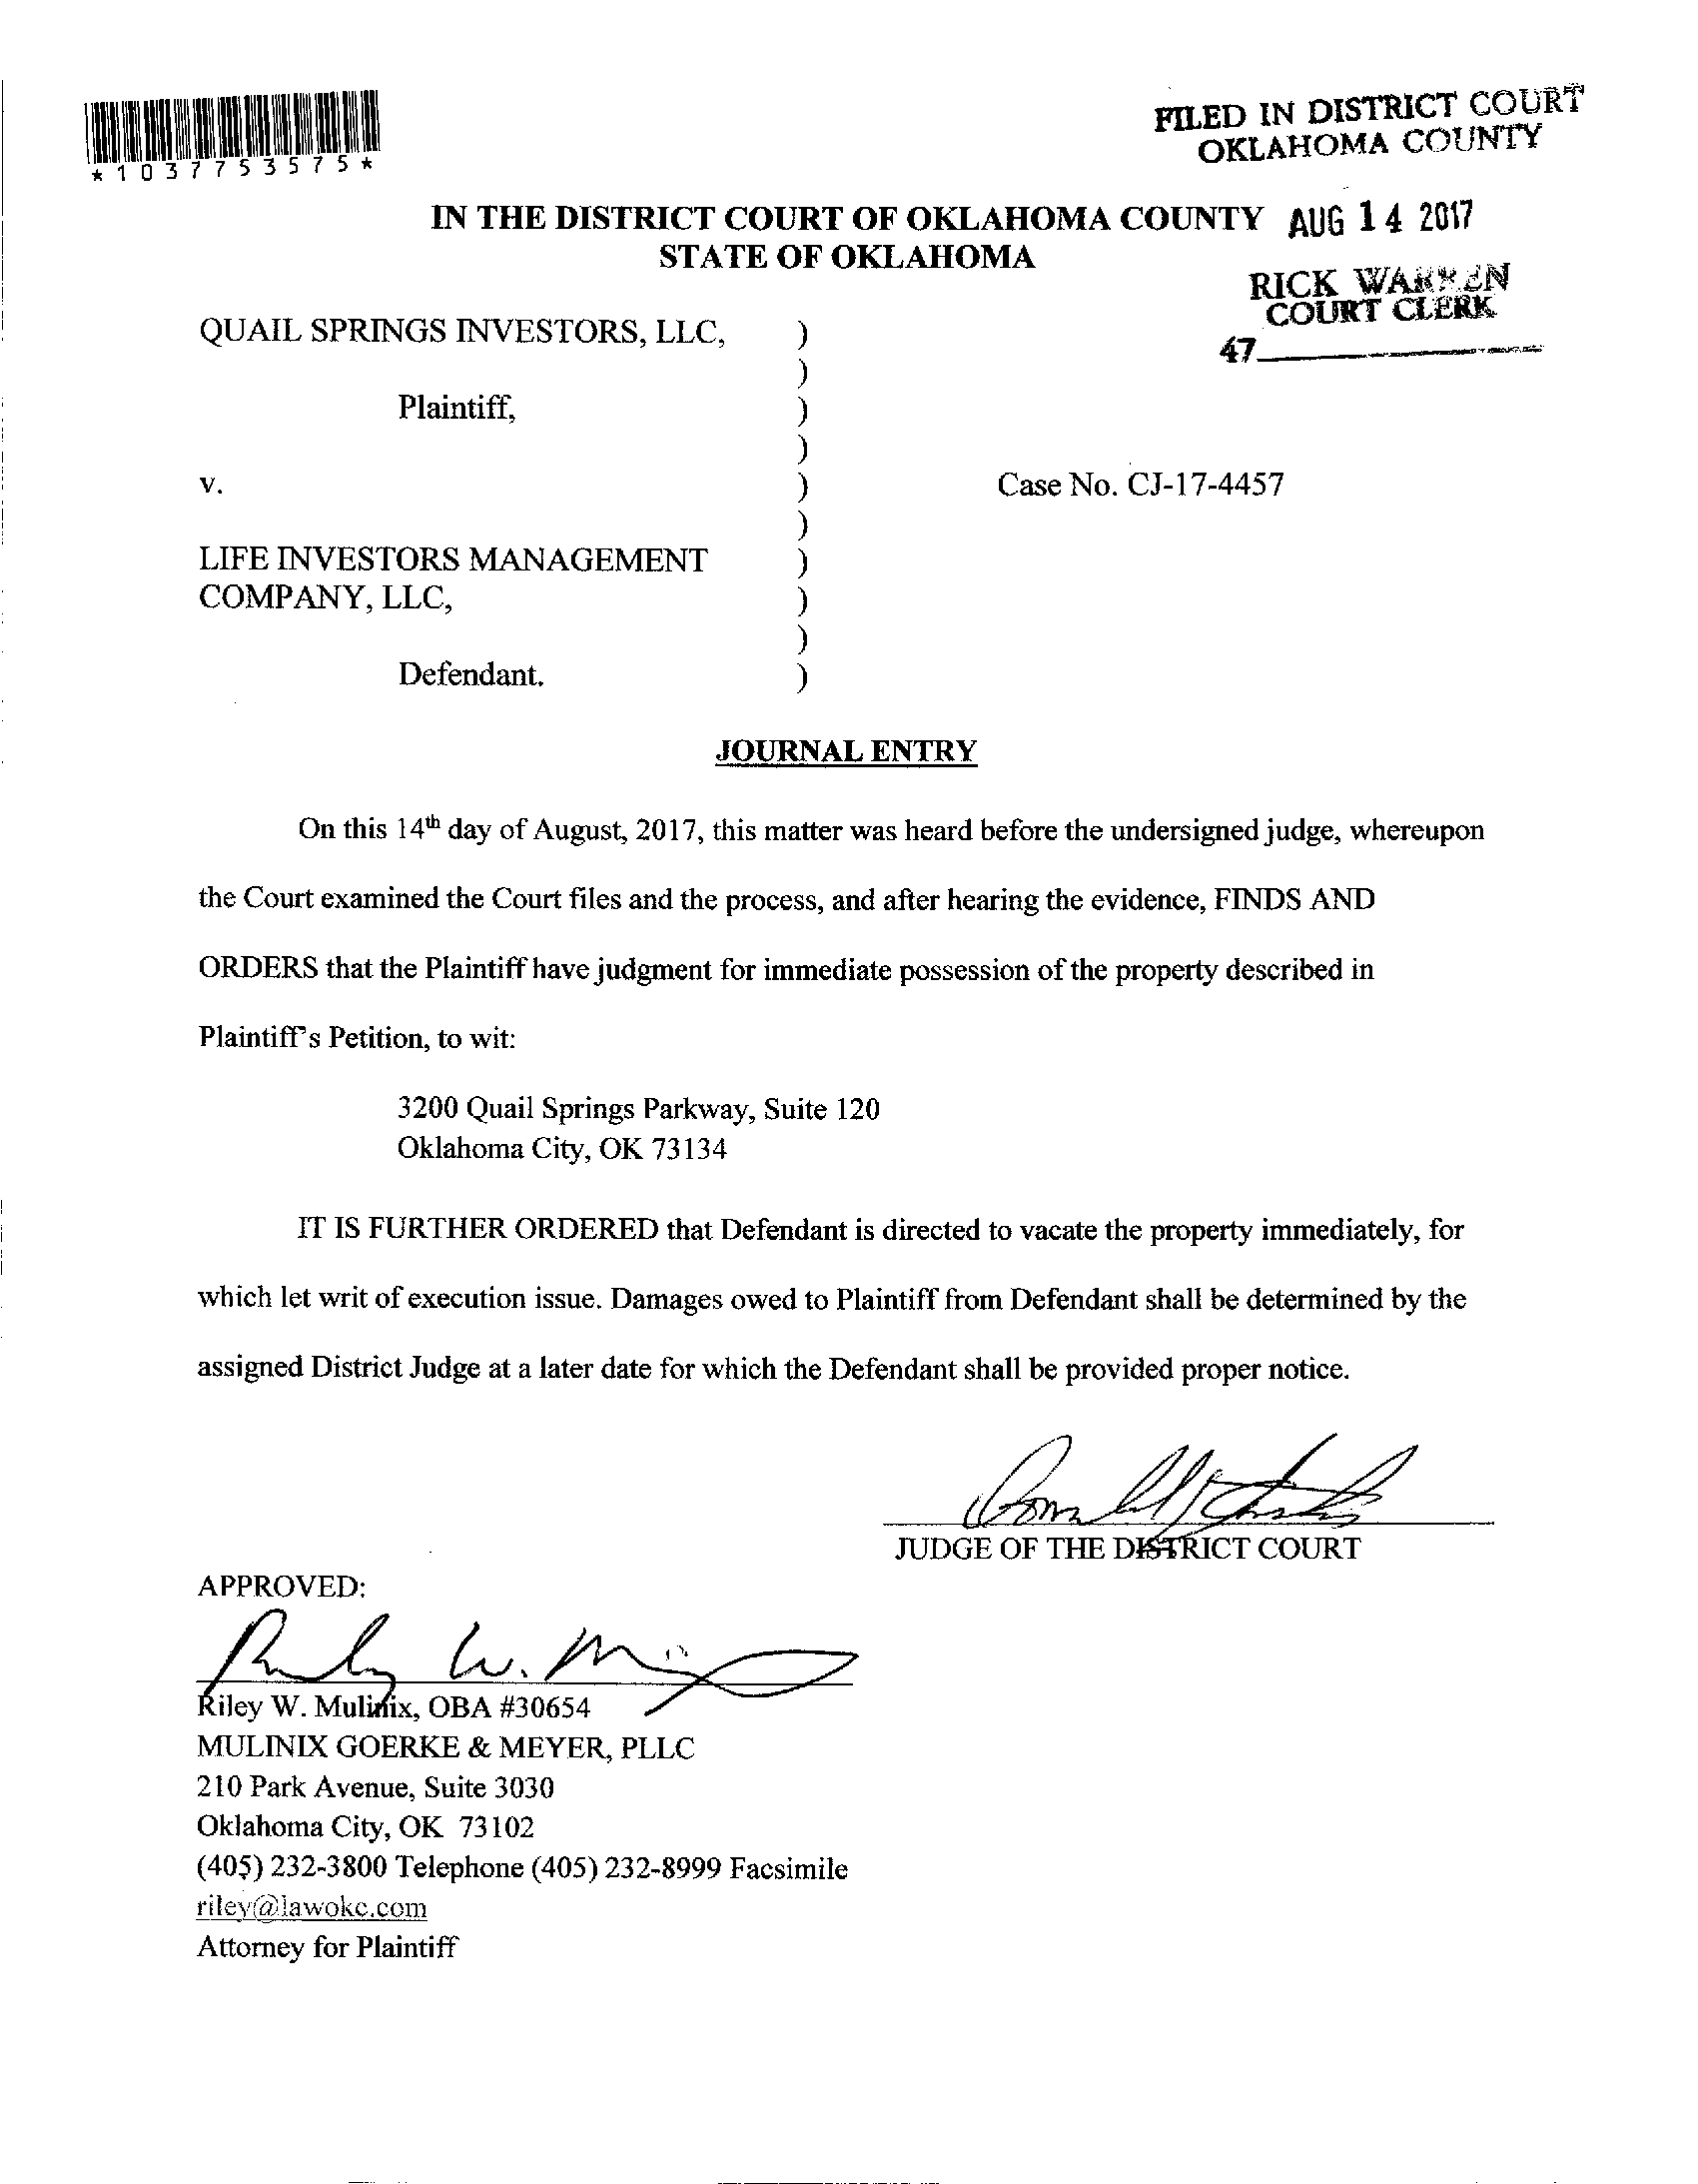 *1037753575*
FILED IN DISTRICT COURT
OKLAHOMA COUNTY
IN THE DISTRICT COURT OF OKLAHOMA COUNTY AUG 14 2017
STATE OF OKLAHOMA
RICK WARREN
COURT CLERK
47
QUAIL SPRINGS INVESTORS, LLC, )
)
Plaintiff, )
)
v. ) Case No. CJ-17-4457
)
LIFE INVESTORS MANAGEMENT )
COMPANY, LLC, )
)
Defendant. )
JOURNAL ENTRY
On this 14th day of August, 2017, this matter was heard before the undersigned judge, whereupon
the Court examined the Court files and the process, and after hearing the evidence, FINDS AND
ORDERS that the Plaintiff have judgment for immediate possession of the property described in
Plaintiff's Petition, to wit:
3200 Quail Springs Parkway, Suite 120
Oklahoma City, OK 73134
IT IS FURTHER ORDERED that Defendant is directed to vacate the property immediately, for
which let writ of execution issue. Damages owed to Plaintiff from Defendant shall be determined by the
assigned District Judge at a later date for which the Defendant shall be provided proper notice.
JUDGE OF THE DISTRICT COURT
APPROVED:
Riley W. Mulinix, OBA #30654
MULINIX GOERKE & MEYER, PLLC
210 Park Avenue, Suite 3030
Oklahoma City, OK 73102
(405) 232-3800 Telephone (405) 232-8999 Facsimile
riley@lawokc.com
Attorney for Plaintiff